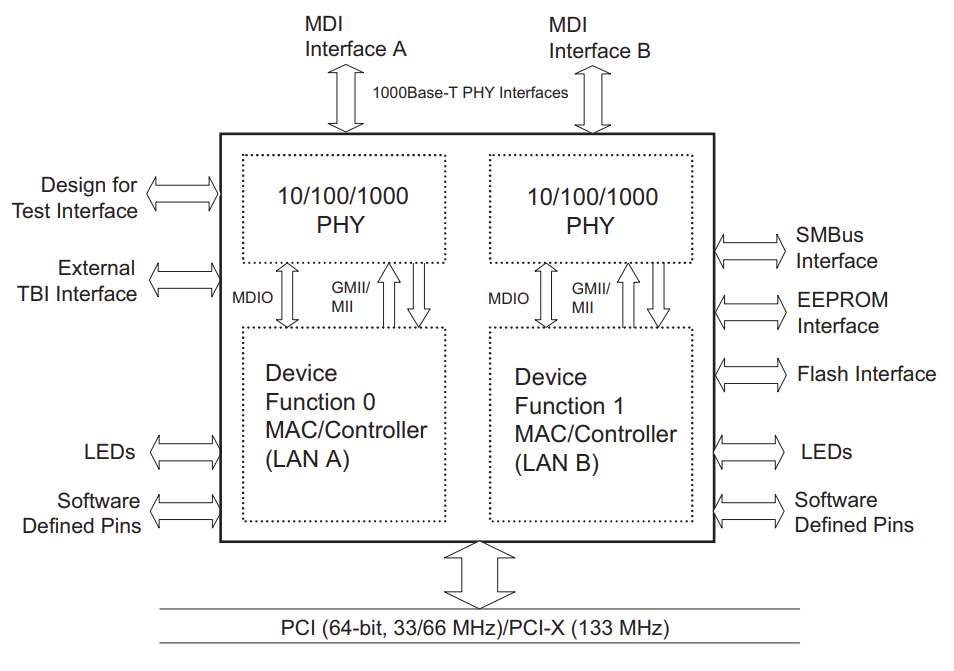 MDI
Interface A
MDI
Interface B
1000Base-T PHY Interfaces
Design for
Test Interface
External
TBI Interface
LEDs
Software
Defined Pins
10/100/1000
PHY
MDIO
GMII/
MII
Device
Function 0
MAC/Controller
(LAN A)
10/100/1000
PHY
MDIO
GMII/
MII
Device
Function 1
MAC/Controller
(LAN B)
SMBus
Interface
EEPROM
Interface
Flash Interface
LEDs
Software
Defined Pins
PCI (64-bit, 33/66 MHz)/PCI-X (133 MHz)